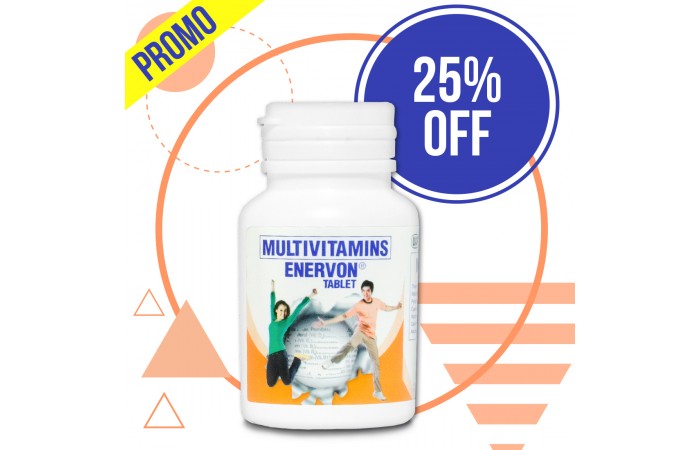 PROMO
25%
OFF
MULTIVITAMINS
ENERVON®
TABLET